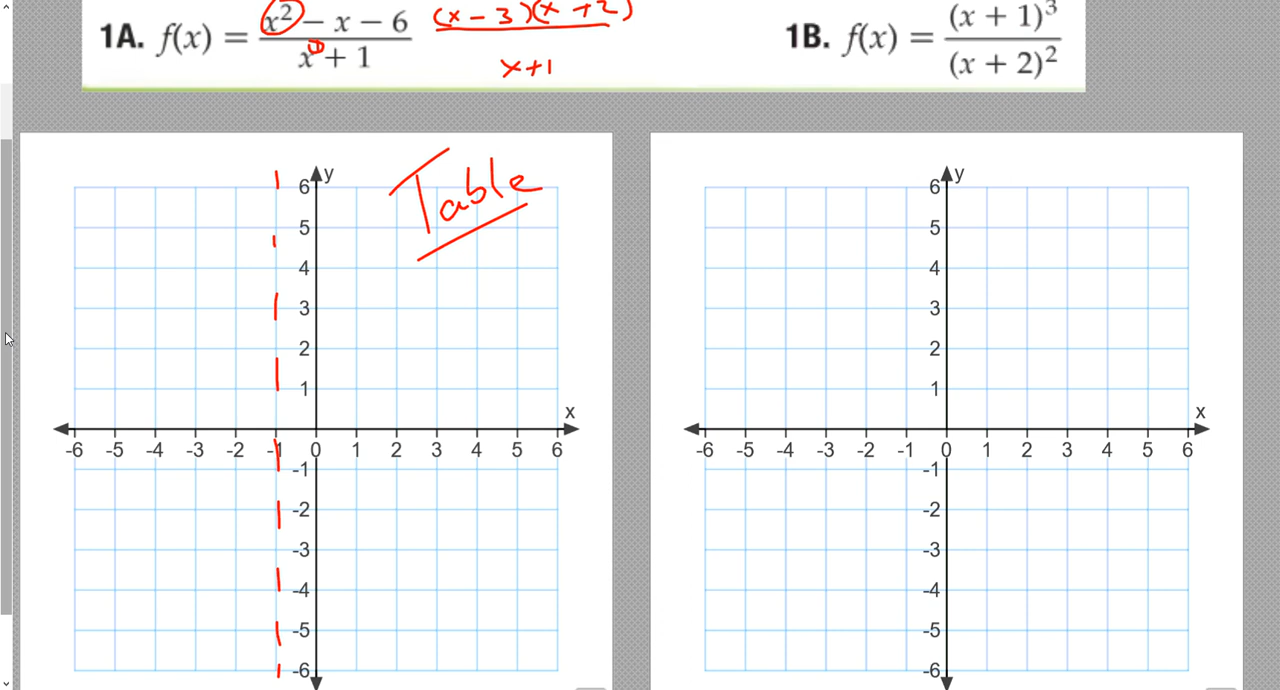 1A. f(x) = (x² − x − 6)/(x + 1) (x − 3)(x + 2)/(x + 1) 1B. f(x) = (x + 1)³/(x + 2)²
Table
y y
6 6
5 5
4 4
3 3
2 2
1 1
x x
-6 -5 -4 -3 -2 -1 0 1 2 3 4 5 6 -6 -5 -4 -3 -2 -1 0 1 2 3 4 5 6
-1 -1
-2 -2
-3 -3
-4 -4
-5 -5
-6 -6